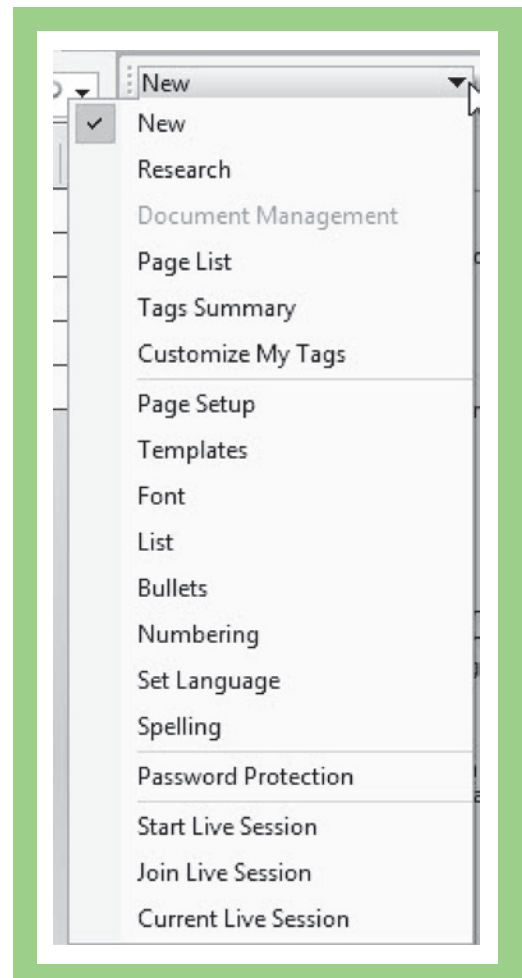 New
New
Research
Document Management
Page List
Tags Summary
Customize My Tags
Page Setup
Templates
Font
List
Bullets
Numbering
Set Language
Spelling
Password Protection
Start Live Session
Join Live Session
Current Live Session